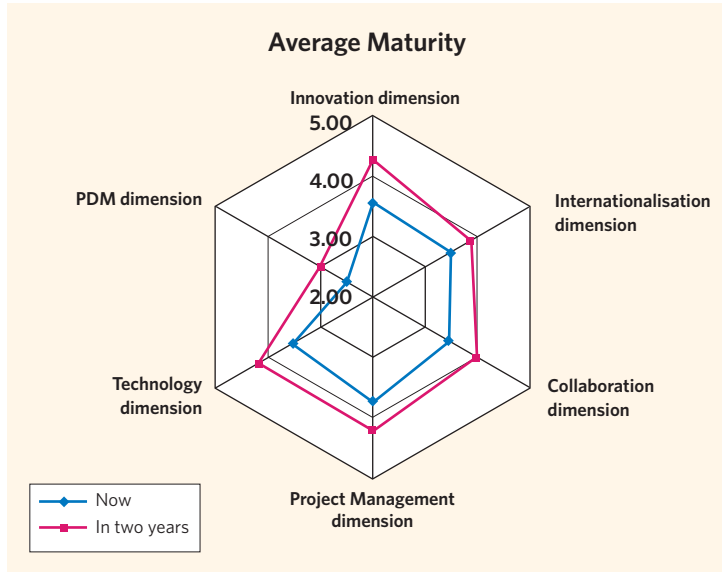 Average Maturity
Innovation dimension
5.00
4.00
3.00
2.00
PDM dimension
Internationalisation
dimension
Technology
dimension
Collaboration
dimension
Project Management
dimension
Now
In two years